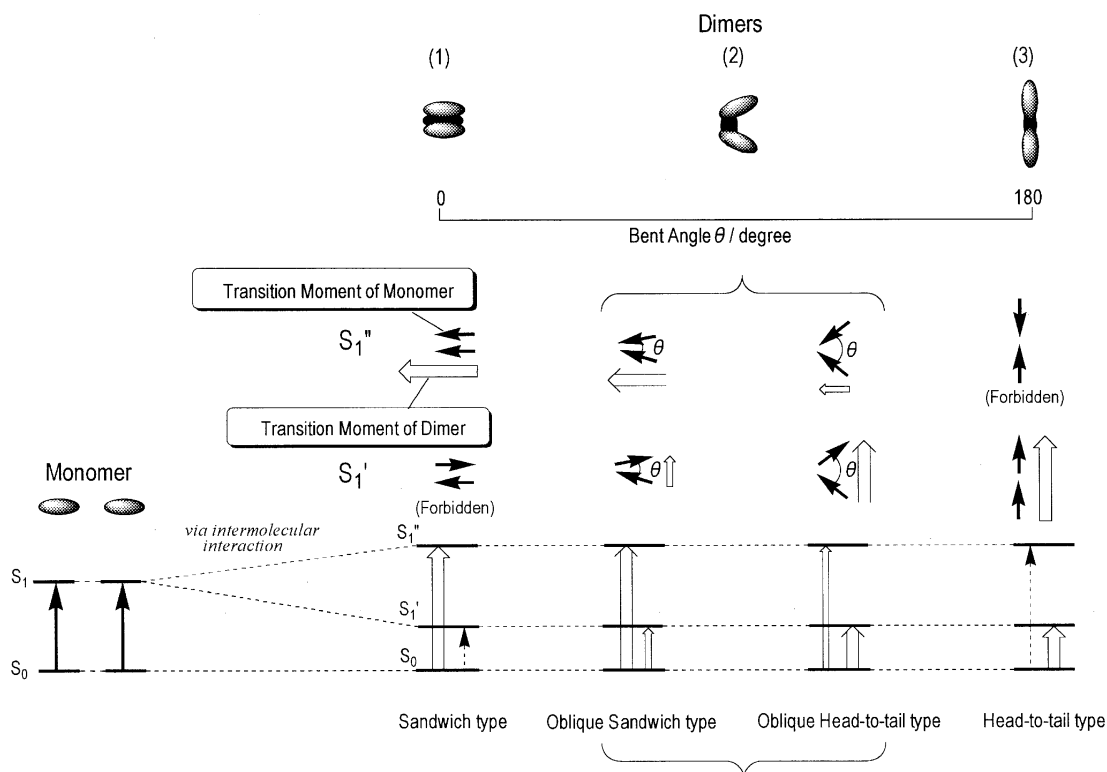 Dimers
(1)
(2)
(3)
0
180
Bent Angle θ / degree
Transition Moment of Monomer
S₁"
θ
θ
(Forbidden)
Transition Moment of Dimer
S₁'
θ
θ
(Forbidden)
Monomer
via intermolecular
interaction
S₁"
S₁
S₁'
S₀
S₀
Sandwich type
Oblique Sandwich type
Oblique Head-to-tail type
Head-to-tail type